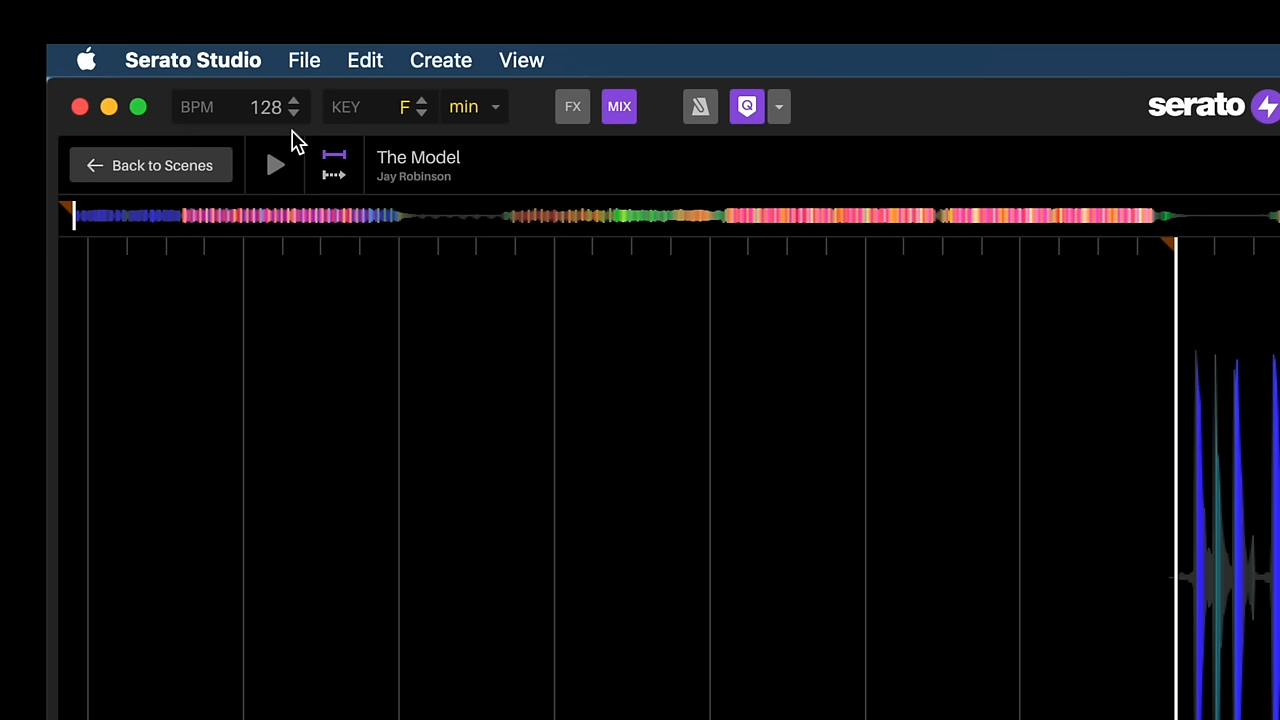 Serato Studio File Edit Create View
BPM 128 KEY F min FX MIX serato
Back to Scenes The Model
Jay Robinson